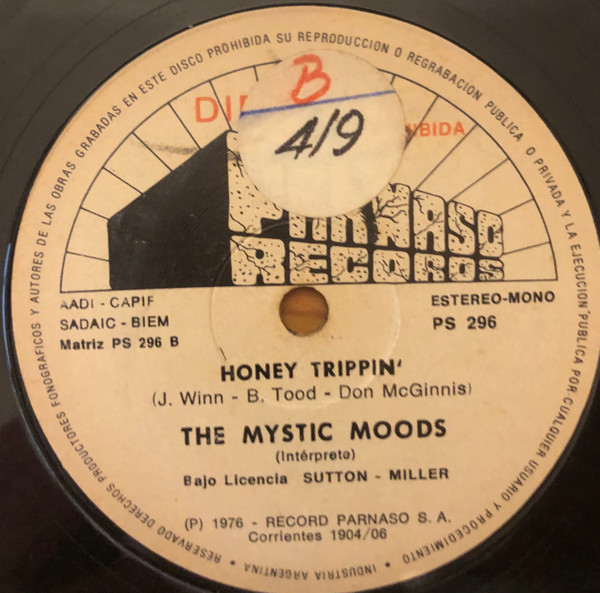 RESERVADO DERECHOS PRODUCTORES FONOGRAFICOS Y AUTORES DE LAS OBRAS GRABADAS EN ESTE DISCO PROHIBIDA SU REPRODUCCION O REGRABACION PUBLICA O PRIVADA Y LA EJECUCION PUBLICA POR CUALQUIER USUARIO Y PROCEDIMIENTO • INDUSTRIA ARGENTINA •
B
4/9
PARNASO
RECORDS
AADI - CAPIF
SADAIC - BIEM
Matriz PS 296 B
ESTEREO-MONO
PS 296
HONEY TRIPPIN'
(J. Winn - B. Tood - Don McGinnis)
THE MYSTIC MOODS
(Intérprete)
Bajo Licencia SUTTON - MILLER
(P) 1976 - RECORD PARNASO S. A.
Corrientes 1904/06